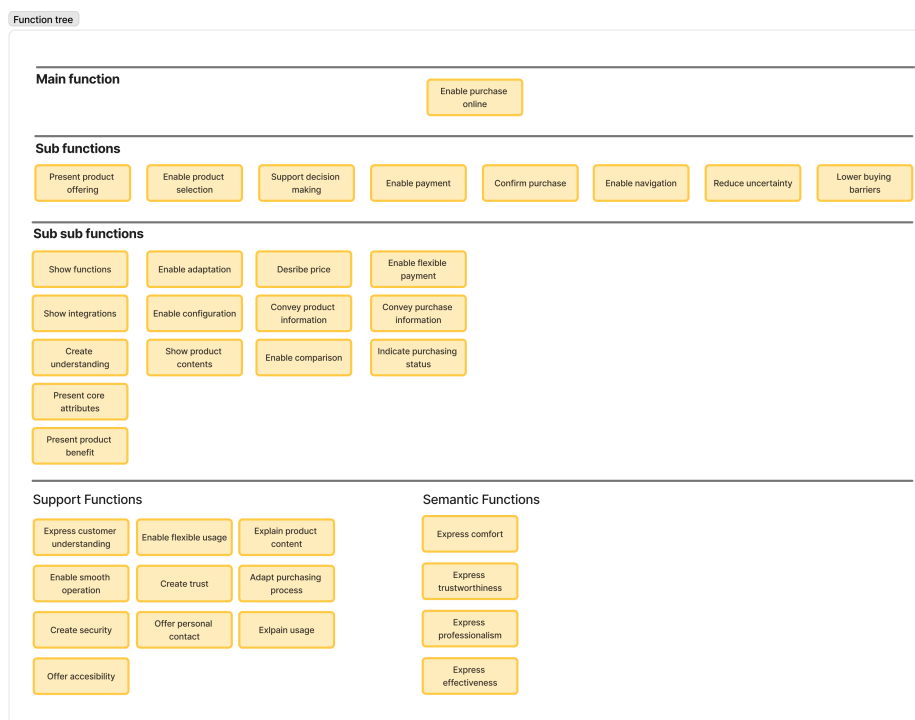 Function tree
Main function
Enable purchase
online
Sub functions
Present product
offering
Enable product
selection
Support decision
making
Enable payment
Confirm purchase
Enable navigation
Reduce uncertainty
Lower buying
barriers
Sub sub functions
Show functions
Enable adaptation
Desribe price
Enable flexible
payment
Show integrations
Enable configuration
Convey product
information
Convey purchase
information
Create
understanding
Show product
contents
Enable comparison
Indicate purchasing
status
Present core
attributes
Present product
benefit
Support Functions
Express customer
understanding
Enable flexible usage
Explain product
content
Enable smooth
operation
Create trust
Adapt purchasing
process
Create security
Offer personal
contact
Exlpain usage
Offer accesibility
Semantic Functions
Express comfort
Express
trustworthiness
Express
professionalism
Express
effectiveness